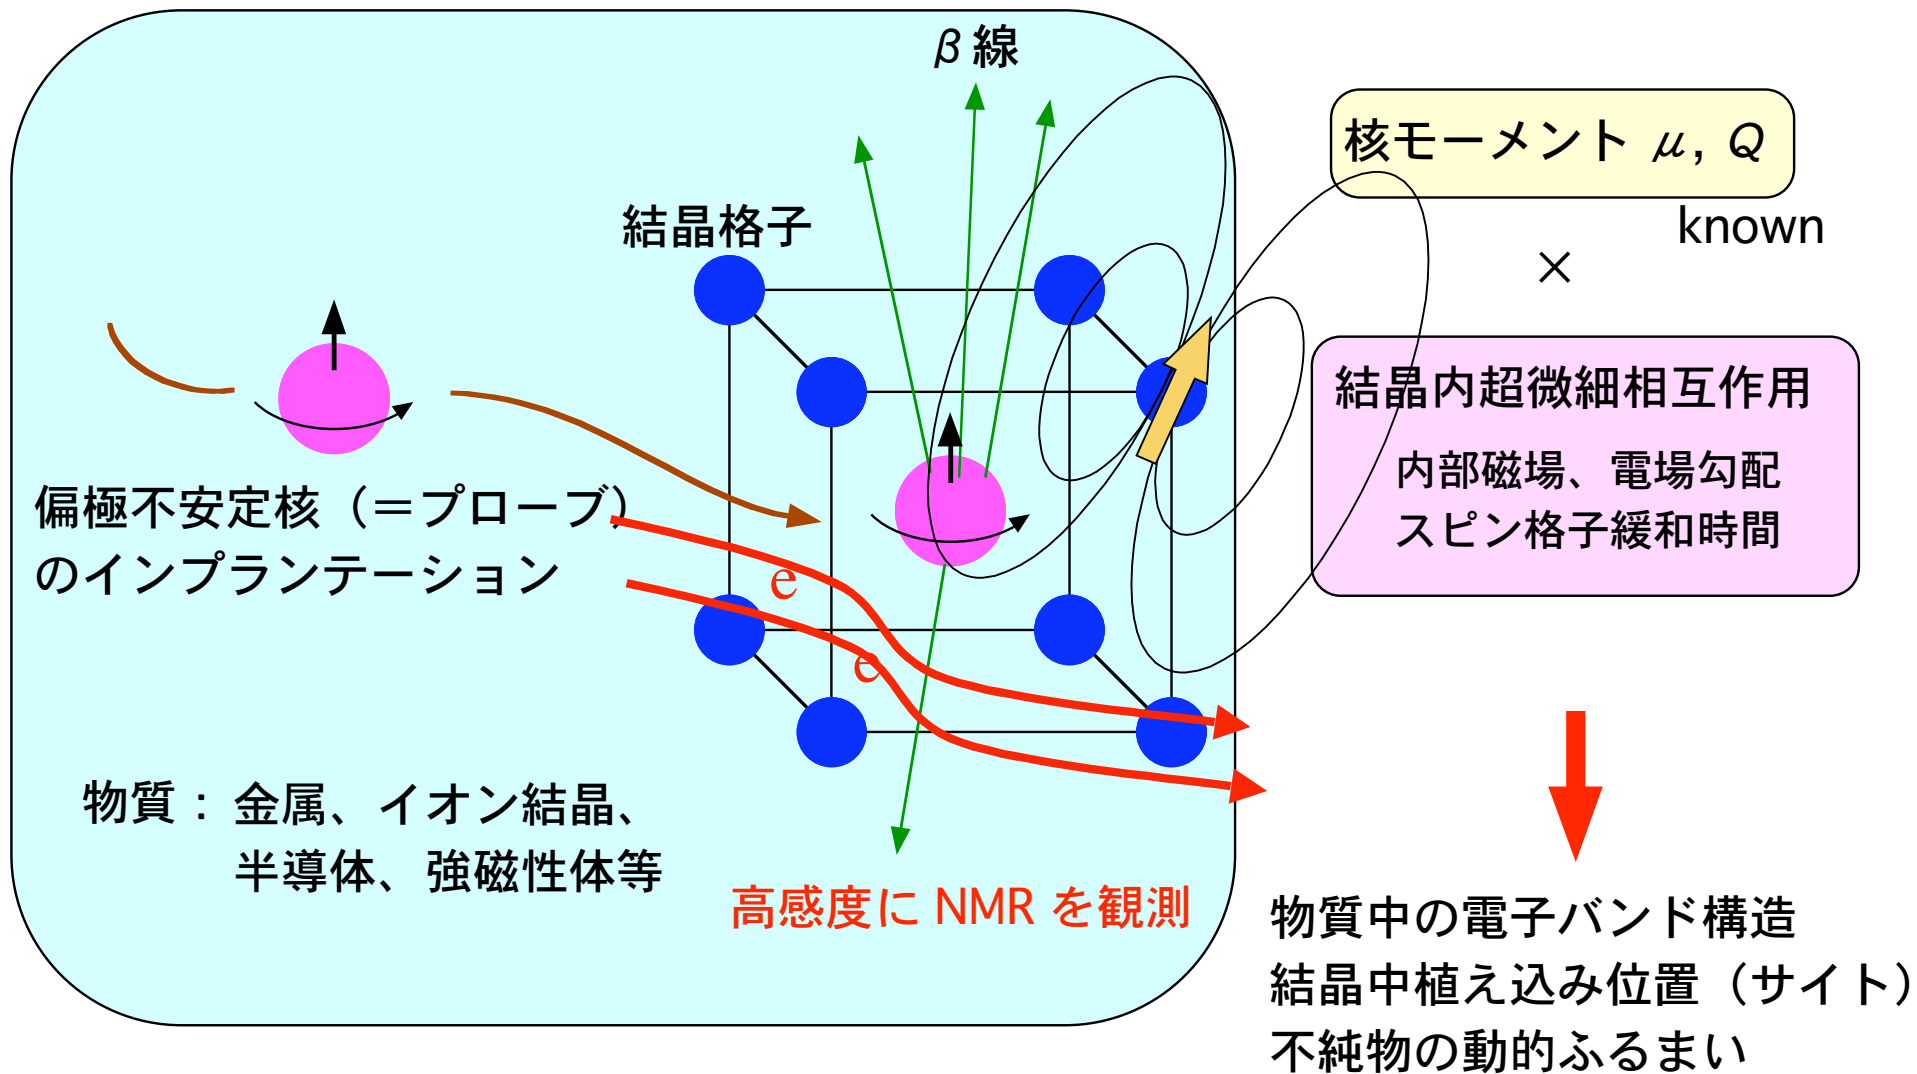 β線
核モーメント μ, Q
known
×
結晶格子
結晶内超微細相互作用
内部磁場、電場勾配
スピン格子緩和時間
偏極不安定核（＝プローブ）
のインプランテーション
e
e
物質：金属、イオン結晶、
半導体、強磁性体等
高感度に NMR を観測
物質中の電子バンド構造
結晶中植え込み位置（サイト）
不純物の動的ふるまい